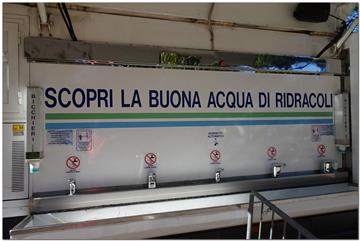 SCOPRI LA BUONA ACQUA DI RIDRACOLI
BICCHIERI